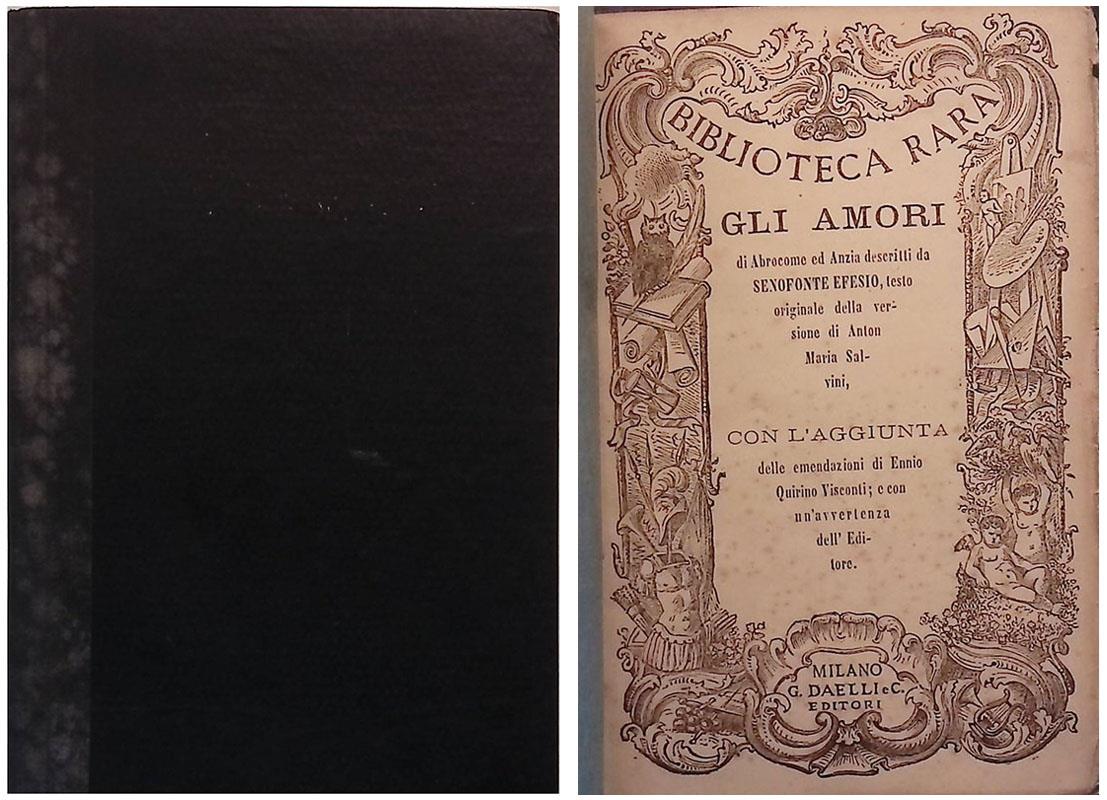 BIBLIOTECA RARA
GLI AMORI
di Abrocome ed Anzia descritti da
SENOFONTE EFESIO, testo
originale della ver-
sione di Anton
Maria Sal-
vini,
CON L'AGGIUNTA
delle emendazioni di Ennio
Quirino Visconti; e con
un'avvertenza
dell' Edi-
tore.
MILANO
G. DAELLI e C.
EDITORI